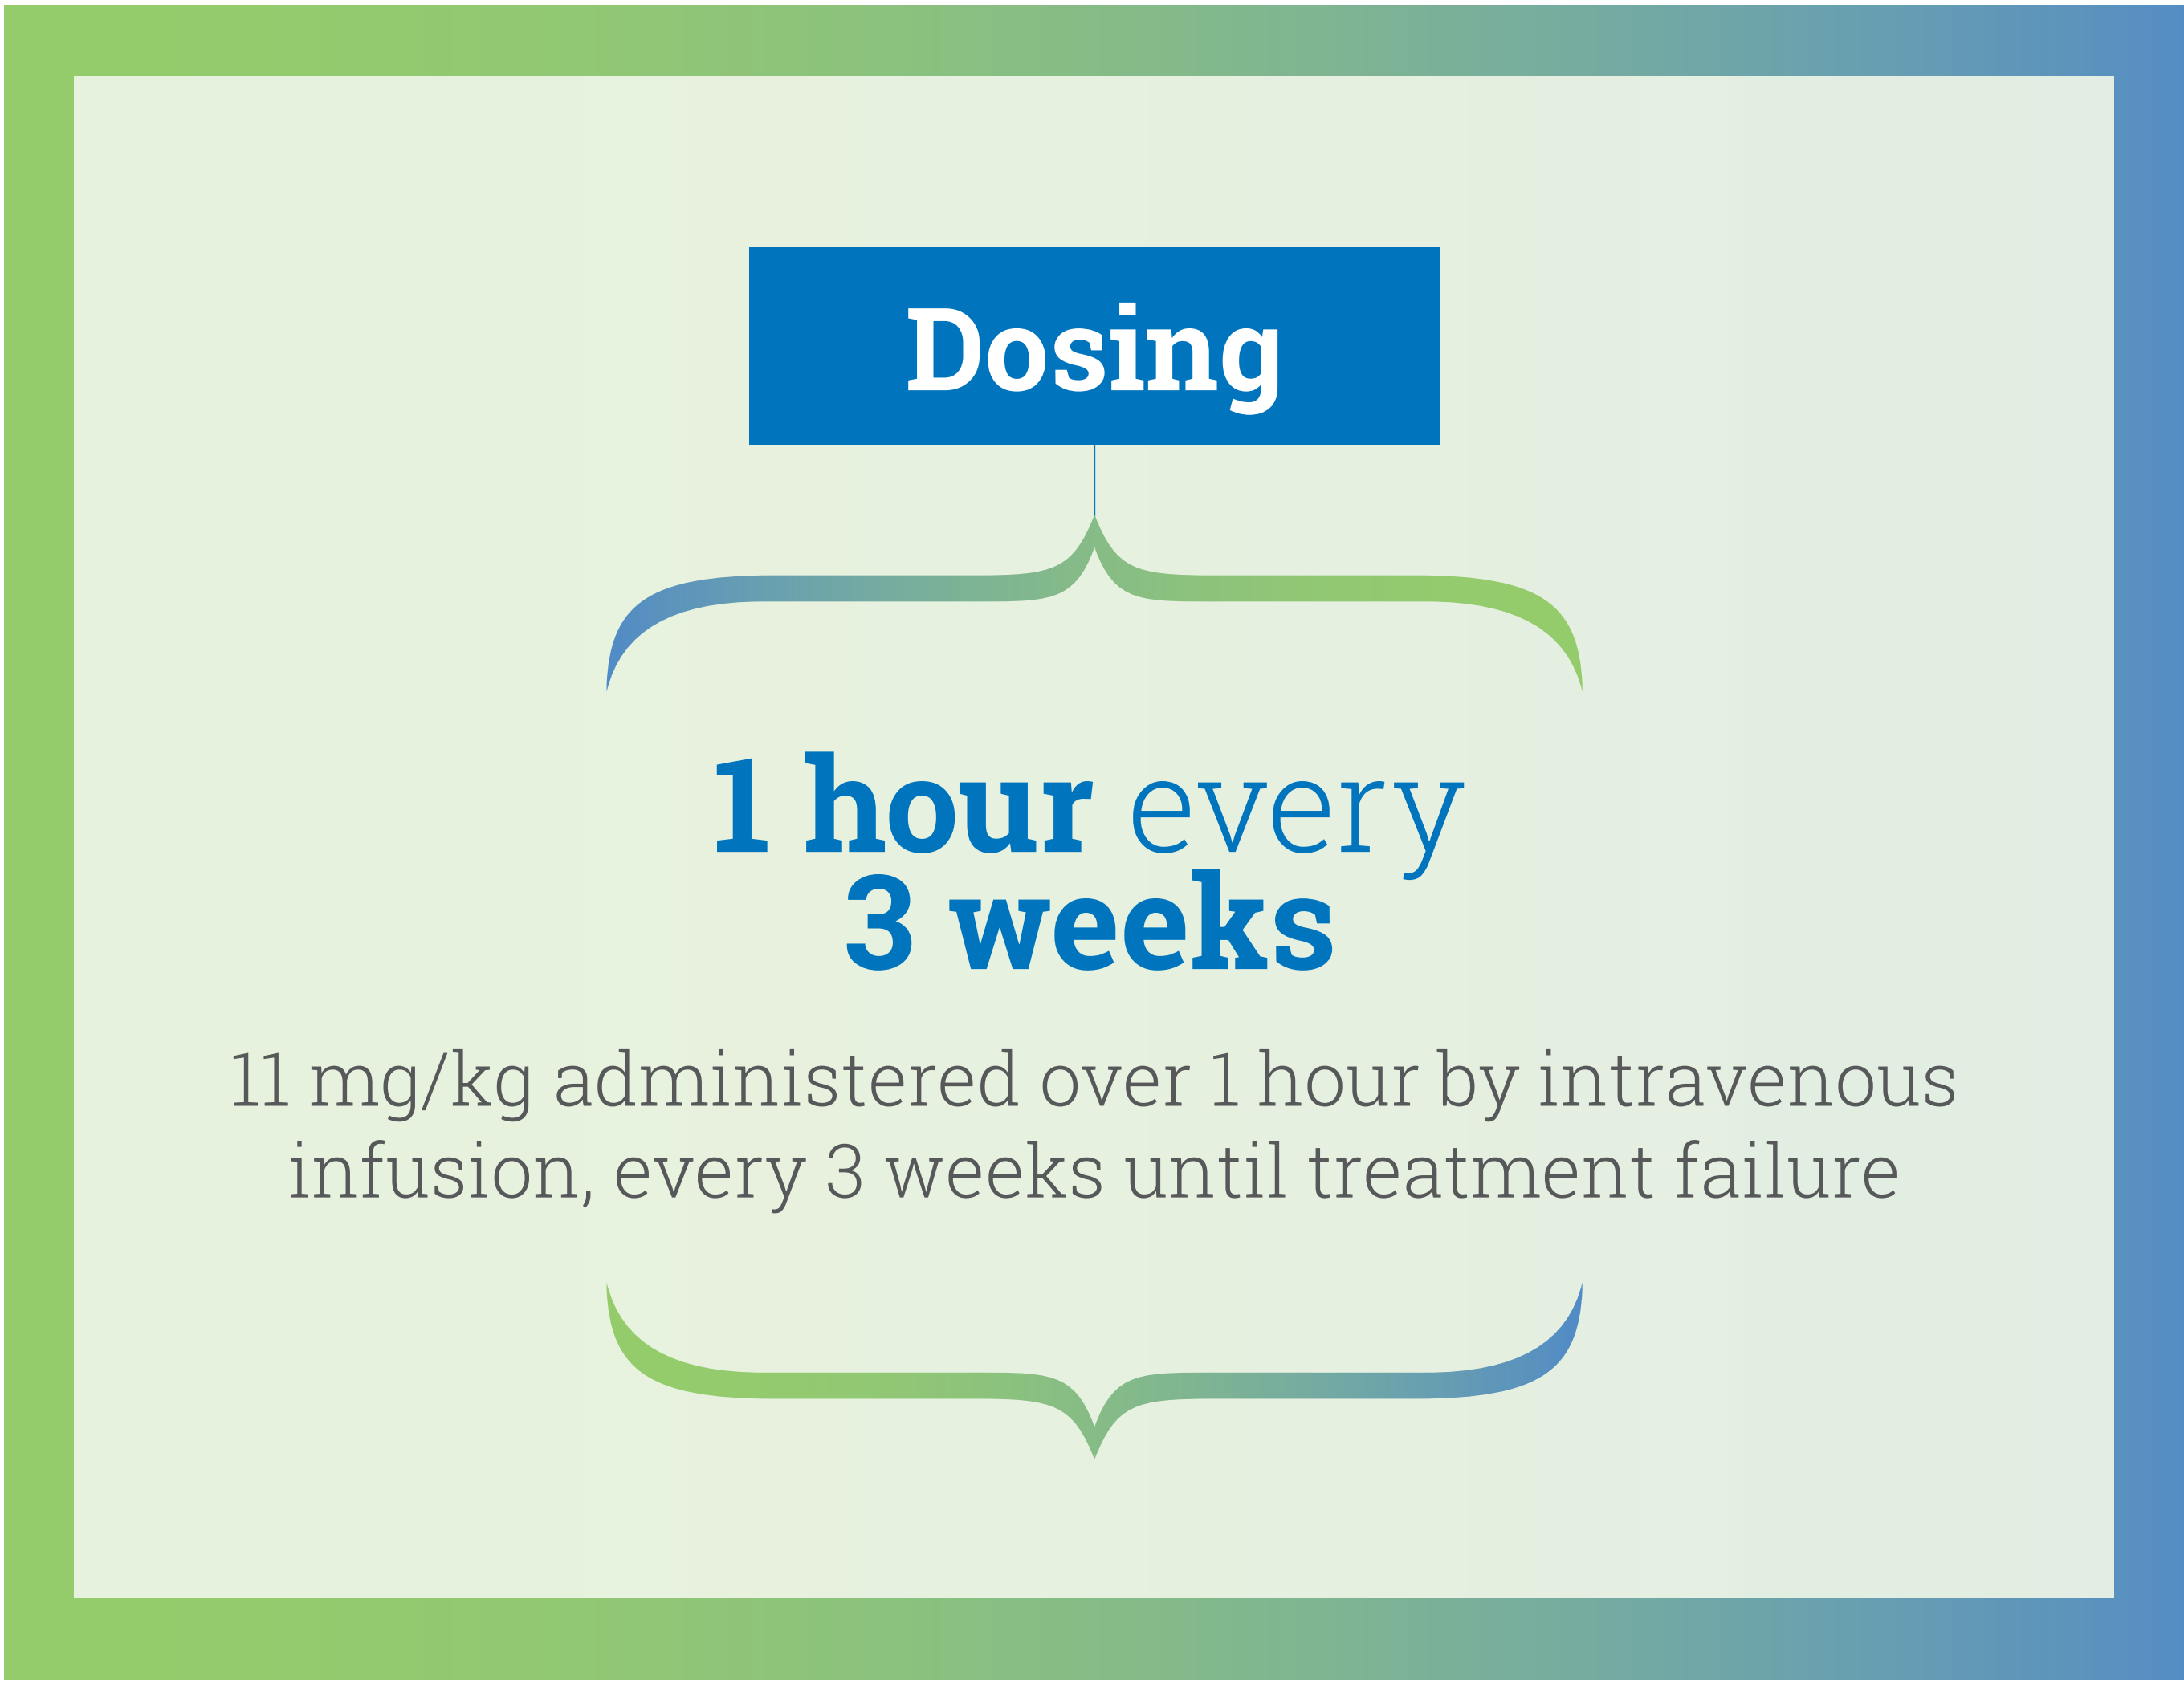 Dosing
1 hour every
3 weeks
11 mg/kg administered over 1 hour by intravenous
infusion, every 3 weeks until treatment failure